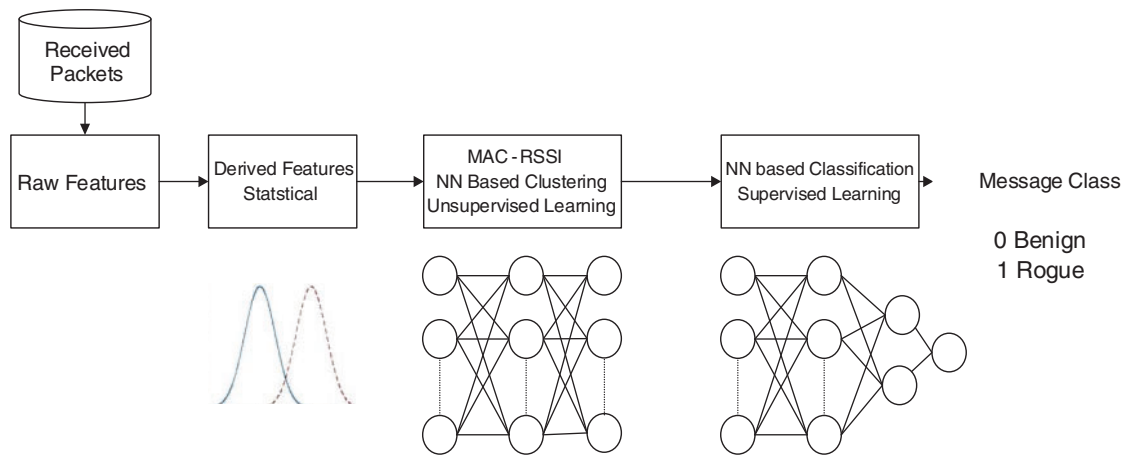 Received
Packets
Raw Features
Derived Features
Statstical
MAC - RSSI
NN Based Clustering
Unsupervised Learning
NN based Classification
Supervised Learning
Message Class
0 Benign
1 Rogue